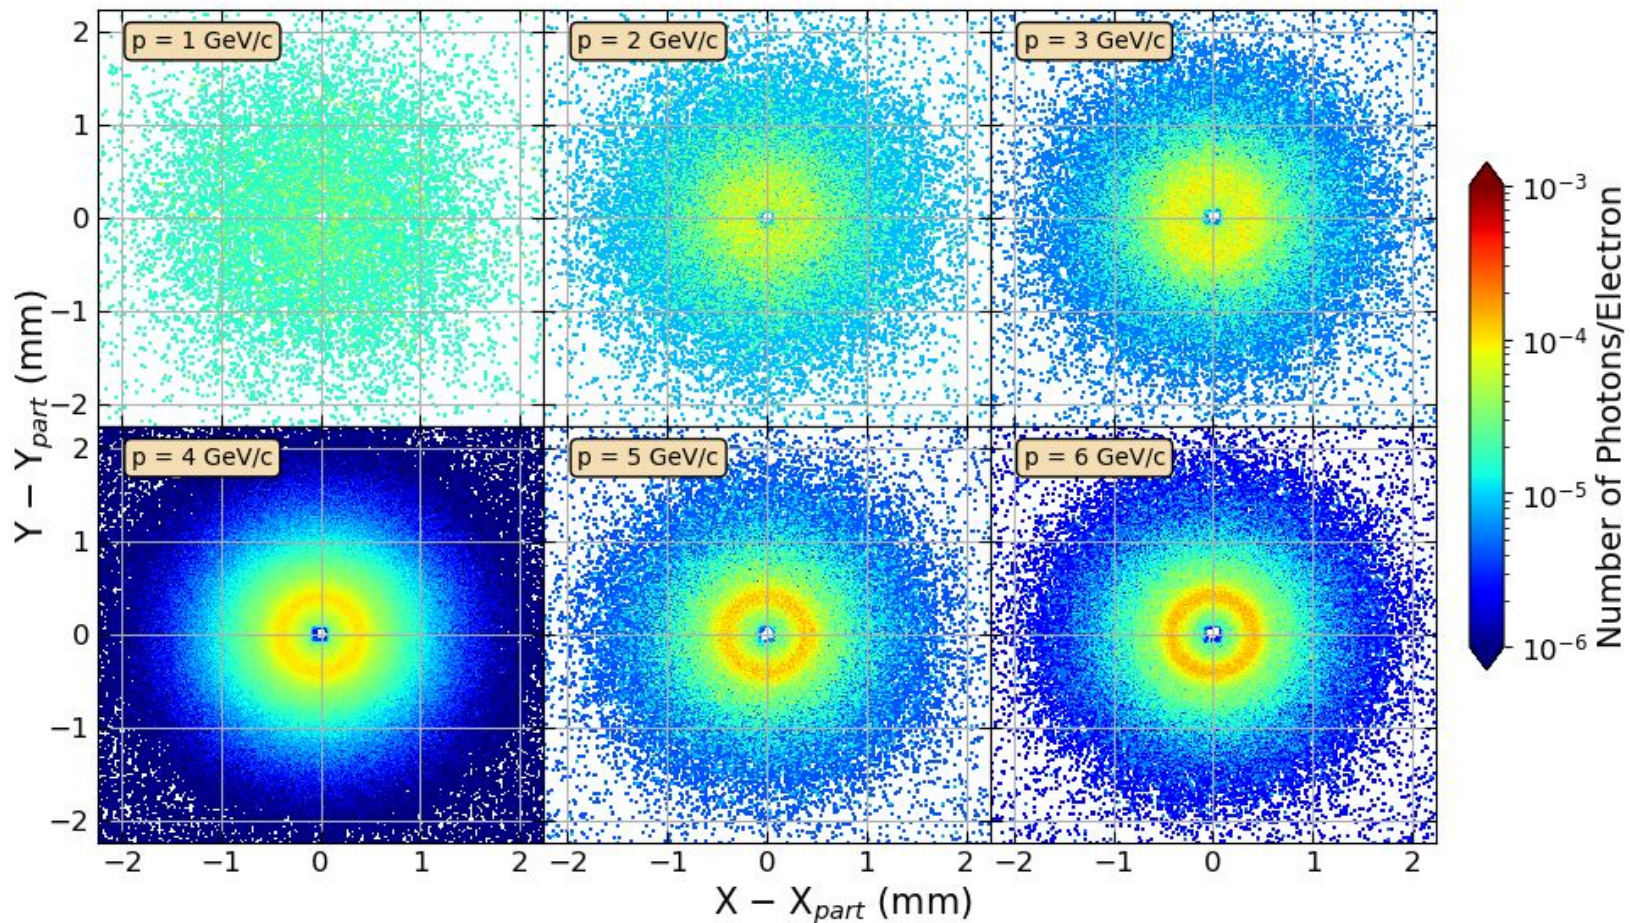 p = 1 GeV/c
p = 2 GeV/c
p = 3 GeV/c
2
1
0
−1
−2
p = 4 GeV/c
p = 5 GeV/c
p = 6 GeV/c
2
1
0
−1
−2
−2 −1 0 1 2 −2 −1 0 1 2 −2 −1 0 1 2
X − Xpart (mm)
Y − Ypart (mm)
10−3
10−4
10−5
10−6
Number of Photons/Electron